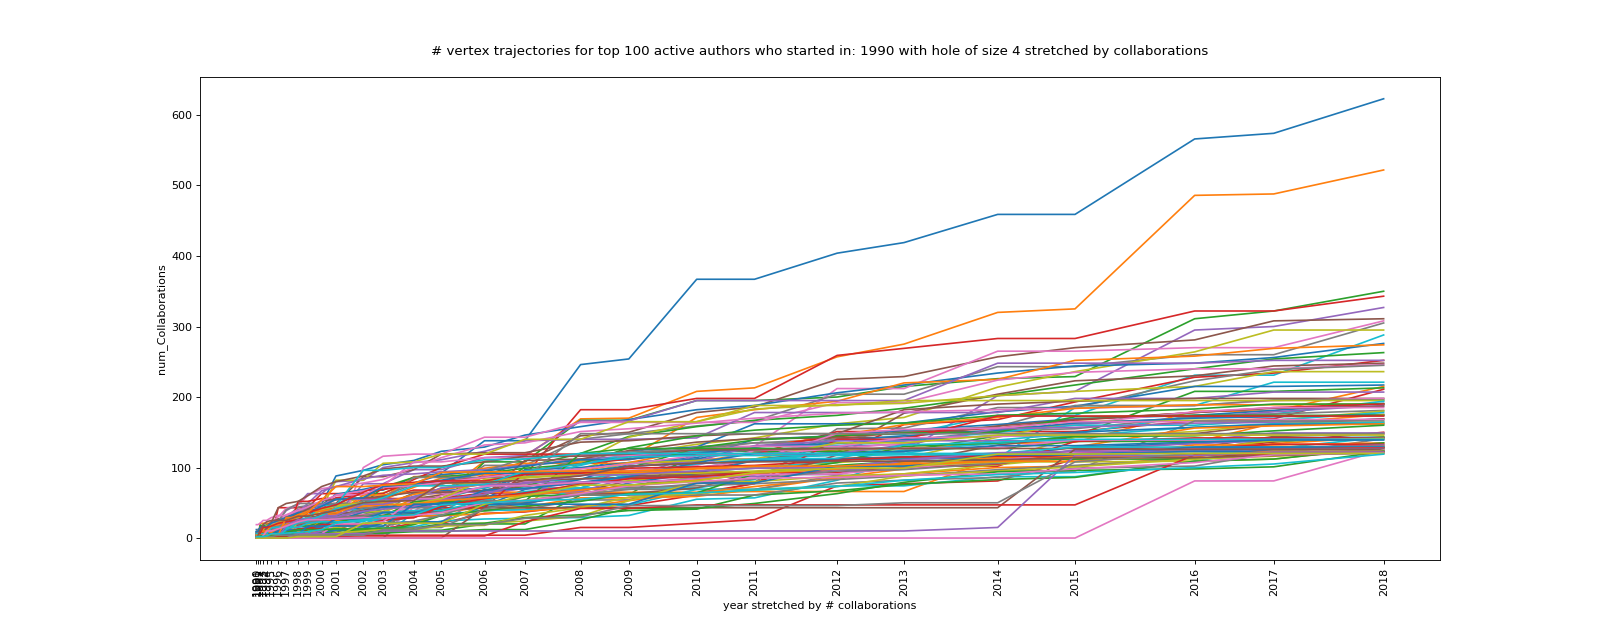 # vertex trajectories for top 100 active authors who started in: 1990 with hole of size 4 stretched by collaborations
600
500
400
300
200
100
0
num_Collaborations
1996 1997 1998 1999 2000 2001 2002 2003 2004 2005 2006 2007 2008 2009 2010 2011 2012 2013 2014 2015 2016 2017 2018
year stretched by # collaborations